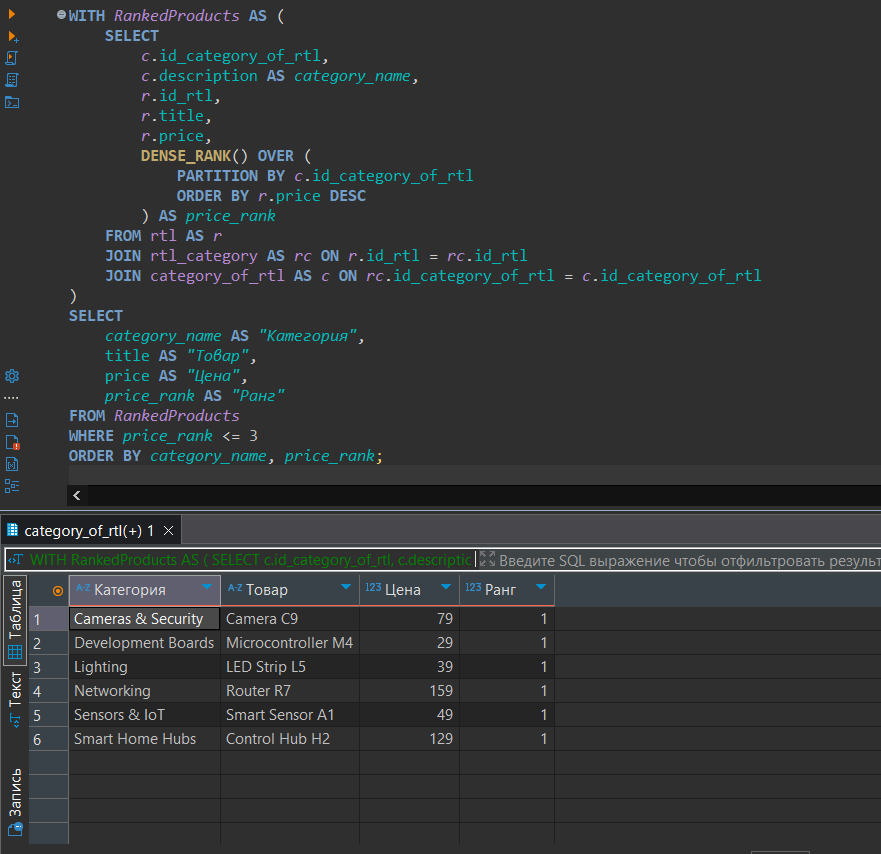 WITH RankedProducts AS (
SELECT
c.id_category_of_rtl,
c.description AS category_name,
r.id_rtl,
r.title,
r.price,
DENSE_RANK() OVER (
PARTITION BY c.id_category_of_rtl
ORDER BY r.price DESC
) AS price_rank
FROM rtl AS r
JOIN rtl_category AS rc ON r.id_rtl = rc.id_rtl
JOIN category_of_rtl AS c ON rc.id_category_of_rtl = c.id_category_of_rtl
)
SELECT
category_name AS "Категория",
title AS "Товар",
price AS "Цена",
price_rank AS "Ранг"
FROM RankedProducts
WHERE price_rank <= 3
ORDER BY category_name, price_rank;
category_of_rtl(+) 1
WITH RankedProducts AS ( SELECT c.id_category_of_rtl, c.descriptic Введите SQL выражение чтобы отфильтровать результ
Таблица
Текст
Запись
A-Z Категория A-Z Товар 123 Цена 123 Ранг
1 Cameras & Security Camera C9 79 1
2 Development Boards Microcontroller M4 29 1
3 Lighting LED Strip L5 39 1
4 Networking Router R7 159 1
5 Sensors & IoT Smart Sensor A1 49 1
6 Smart Home Hubs Control Hub H2 129 1